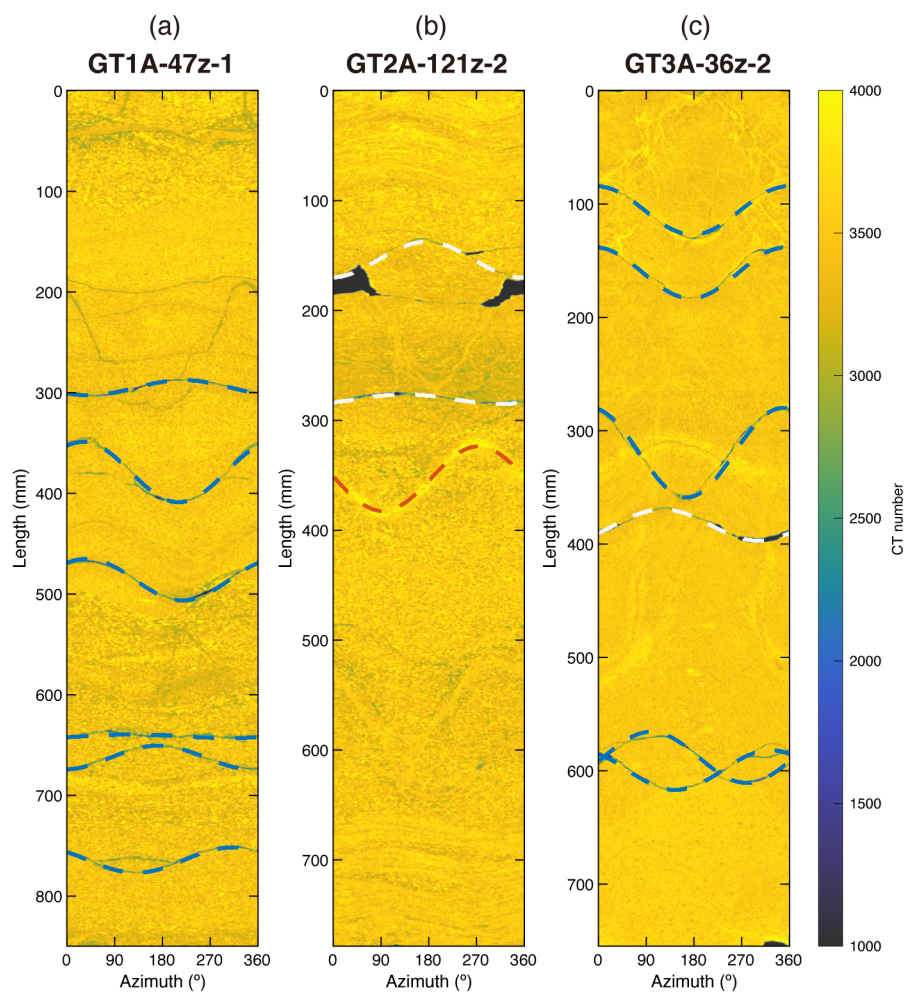 (a) (b) (c)
GT1A-47z-1 GT2A-121z-2 GT3A-36z-2
0
100
200
300
400
500
600
700
800
Length (mm)
0 90 180 270 360
Azimuth (º)
0
100
200
300
400
500
600
700
Length (mm)
0 90 180 270 360
Azimuth (º)
0
100
200
300
400
500
600
700
Length (mm)
0 90 180 270 360
Azimuth (º)
4000
3500
3000
2500
2000
1500
1000
CT number